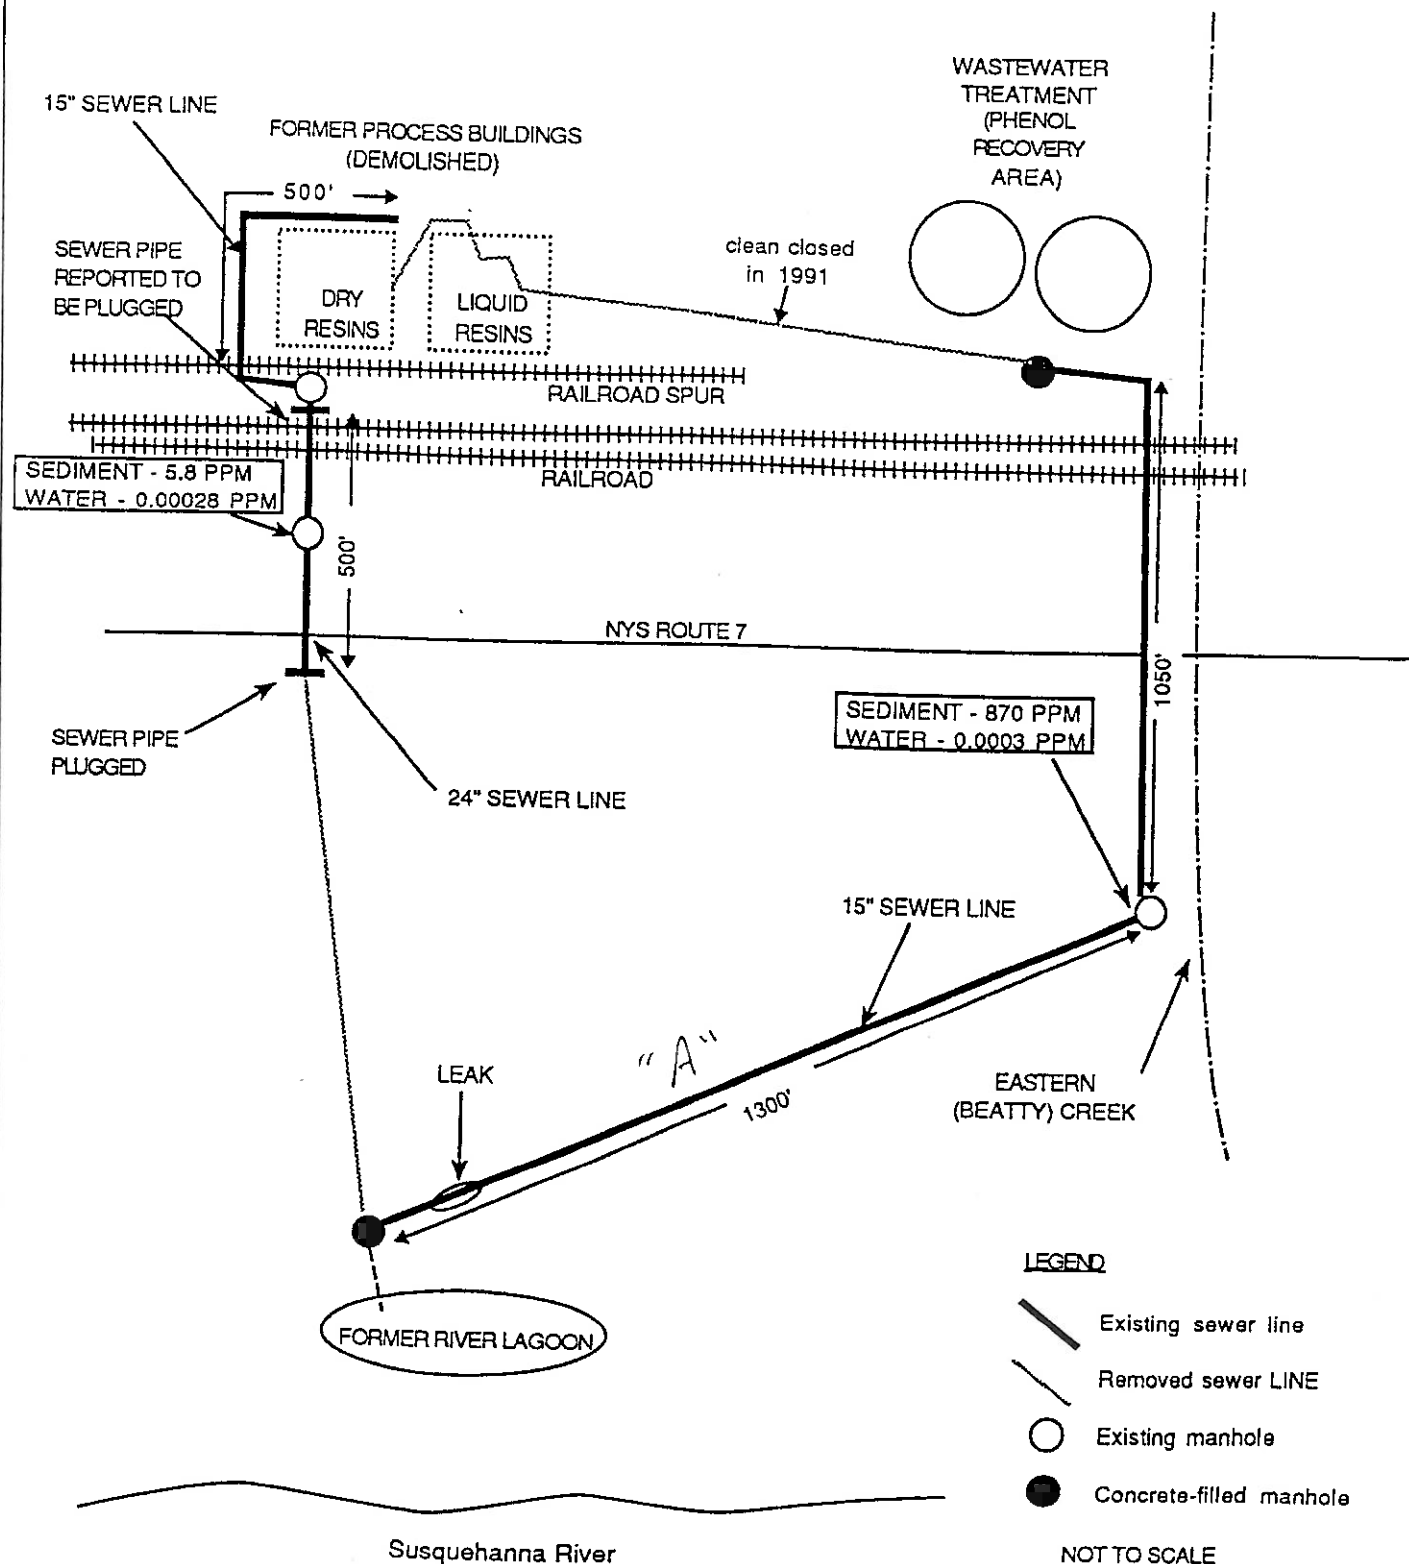 WASTEWATER
TREATMENT
(PHENOL
RECOVERY
AREA)
15" SEWER LINE
FORMER PROCESS BUILDINGS
(DEMOLISHED)
500'
SEWER PIPE
REPORTED TO
BE PLUGGED
DRY
RESINS
LIQUID
RESINS
clean closed
in 1991
RAILROAD SPUR
RAILROAD
SEDIMENT - 5.8 PPM
WATER - 0.00028 PPM
500'
NYS ROUTE 7
1050'
SEWER PIPE
PLUGGED
24" SEWER LINE
SEDIMENT - 870 PPM
WATER - 0.0003 PPM
15" SEWER LINE
"A"
1300'
LEAK
EASTERN
(BEATTY) CREEK
FORMER RIVER LAGOON
LEGEND
Existing sewer line
Removed sewer LINE
Existing manhole
Concrete-filled manhole
Susquehanna River
NOT TO SCALE